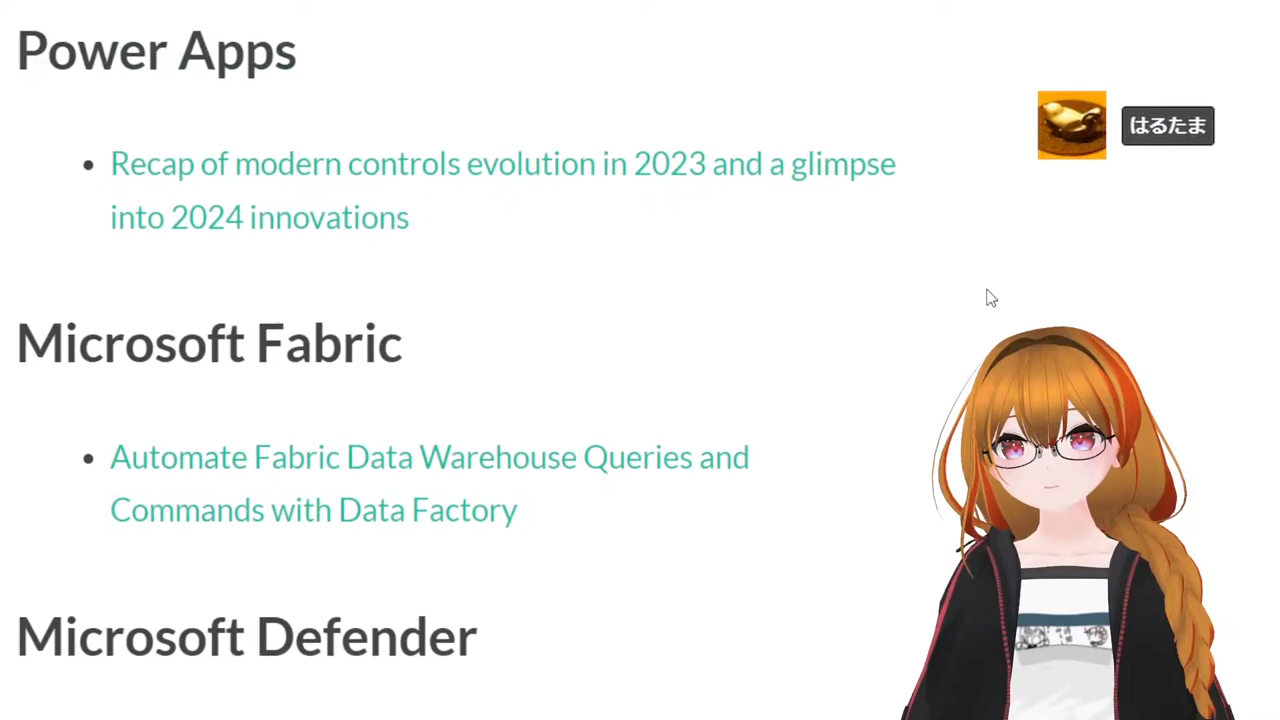 Power Apps
はるたま
Recap of modern controls evolution in 2023 and a glimpse
into 2024 innovations
Microsoft Fabric
Automate Fabric Data Warehouse Queries and
Commands with Data Factory
Microsoft Defender